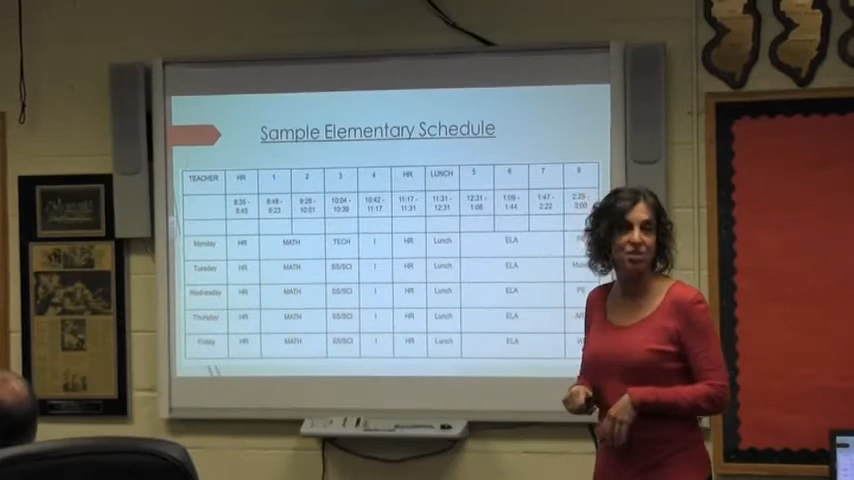 Sample Elementary Schedule
TEACHER HR 1 2 3 4 HR LUNCH 5 6 7 8
8:35 - 8:45 8:48 - 9:23 9:26 - 10:01 10:04 - 10:39 10:42 - 11:17 11:17 - 11:31 11:31 - 12:31 12:31 - 1:06 1:09 - 1:44 1:47 - 2:22 2:25 - 3:00
Monday HR MATH TECH I HR Lunch ELA
Tuesday HR MATH SS/SCI I HR Lunch ELA
Wednesday HR MATH SS/SCI I HR Lunch ELA PE
Thursday HR MATH SS/SCI I HR Lunch ELA
Friday HR MATH SS/SCI I HR Lunch ELA